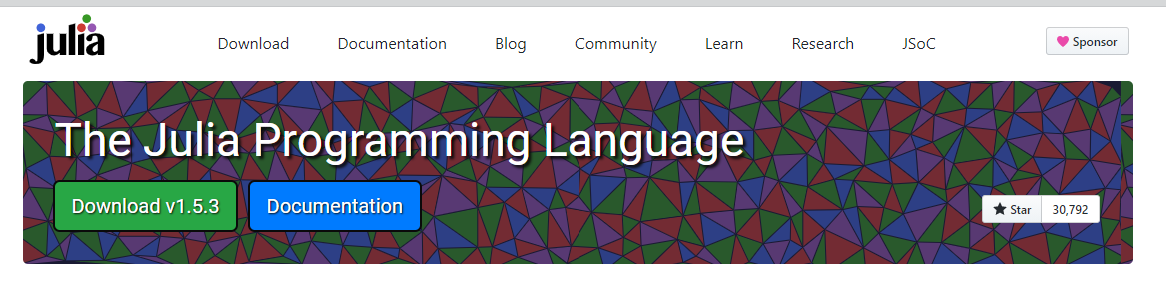 julia
Download Documentation Blog Community Learn Research JSoC
Sponsor
The Julia Programming Language
Download v1.5.3 Documentation
Star 30,792